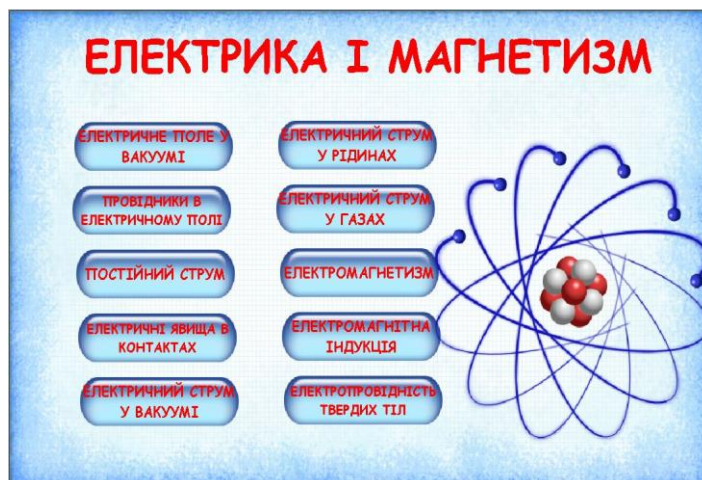 ЕЛЕКТРИКА І МАГНЕТИЗМ
ЕЛЕКТРИЧНЕ ПОЛЕ У
ВАКУУМІ
ПРОВІДНИКИ В
ЕЛЕКТРИЧНОМУ ПОЛІ
ПОСТІЙНИЙ СТРУМ
ЕЛЕКТРИЧНІ ЯВИЩА В
КОНТАКТАХ
ЕЛЕКТРИЧНИЙ СТРУМ
У ВАКУУМІ
ЕЛЕКТРИЧНИЙ СТРУМ
У РІДИНАХ
ЕЛЕКТРИЧНИЙ СТРУМ
У ГАЗАХ
ЕЛЕКТРОМАГНЕТИЗМ
ЕЛЕКТРОМАГНІТНА
ІНДУКЦІЯ
ЕЛЕКТРОПРОВІДНІСТЬ
ТВЕРДИХ ТІЛ